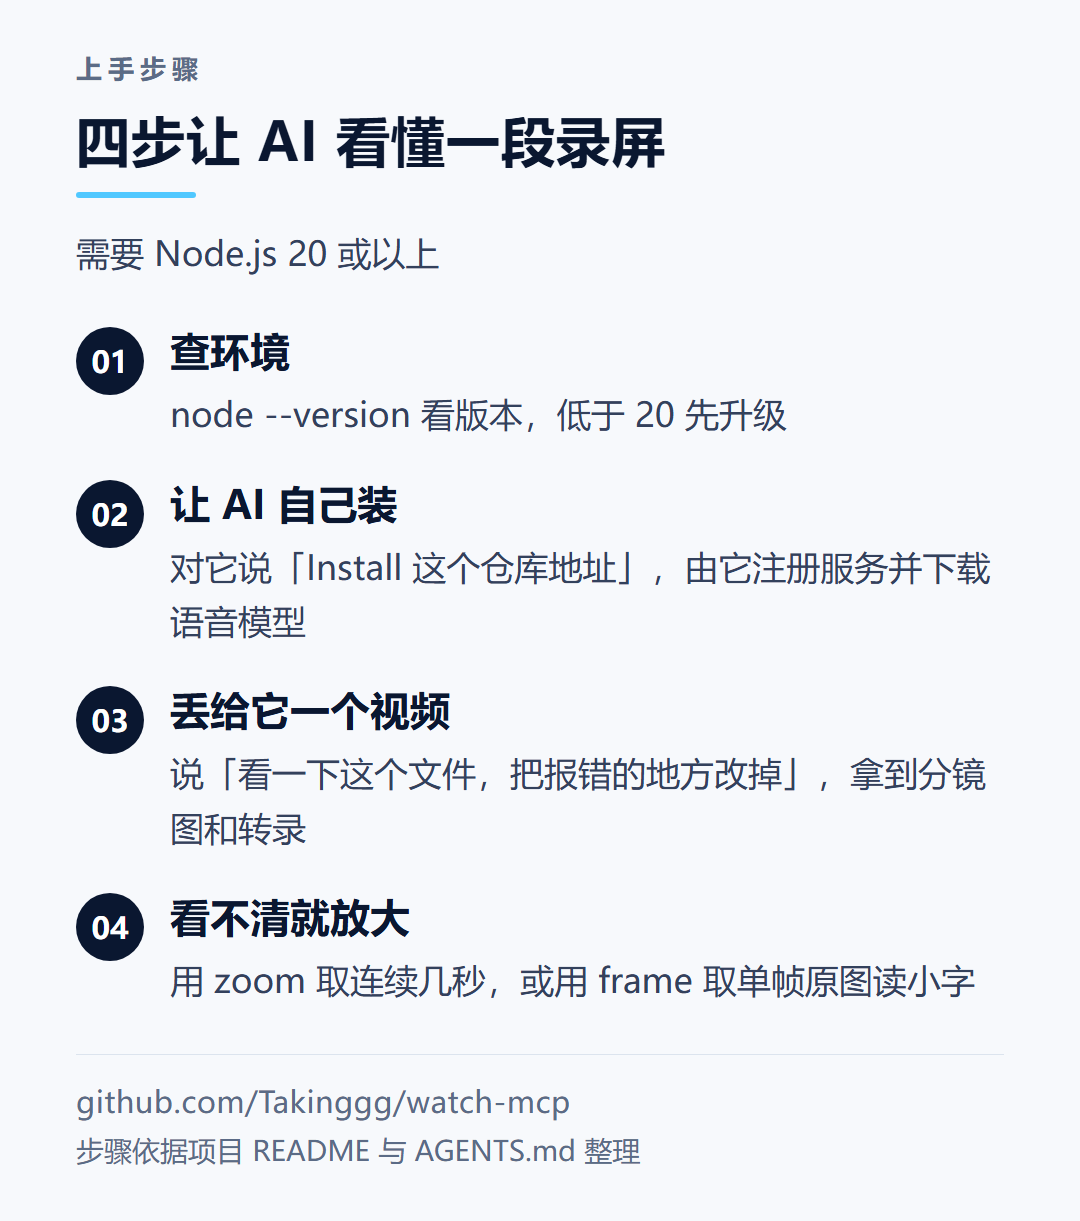 上手步骤
四步让 AI 看懂一段录屏
需要 Node.js 20 或以上
01
查环境
node --version 看版本，低于 20 先升级
02
让 AI 自己装
对它说「Install 这个仓库地址」，由它注册服务并下载
语音模型
03
丢给它一个视频
说「看一下这个文件，把报错的地方改掉」，拿到分镜
图和转录
04
看不清就放大
用 zoom 取连续几秒，或用 frame 取单帧原图读小字
github.com/Takinggg/watch-mcp
步骤依据项目 README 与 AGENTS.md 整理